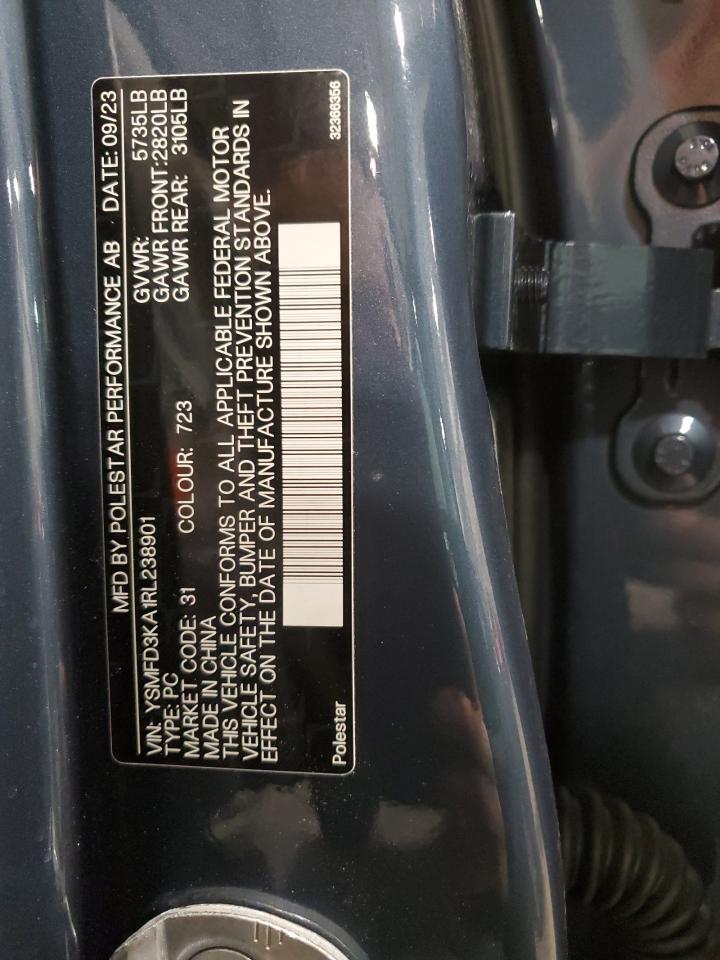 MFD BY POLESTAR PERFORMANCE AB DATE: 09/23
VIN: YSMFD3KA1RL238901 GVWR: 5735LB
TYPE: PC GAWR FRONT:2820LB
MARKET CODE: 31 COLOUR: 723 GAWR REAR: 3105LB
MADE IN CHINA
THIS VEHICLE CONFORMS TO ALL APPLICABLE FEDERAL MOTOR
VEHICLE SAFETY, BUMPER AND THEFT PREVENTION STANDARDS IN
EFFECT ON THE DATE OF MANUFACTURE SHOWN ABOVE.
Polestar 32366356